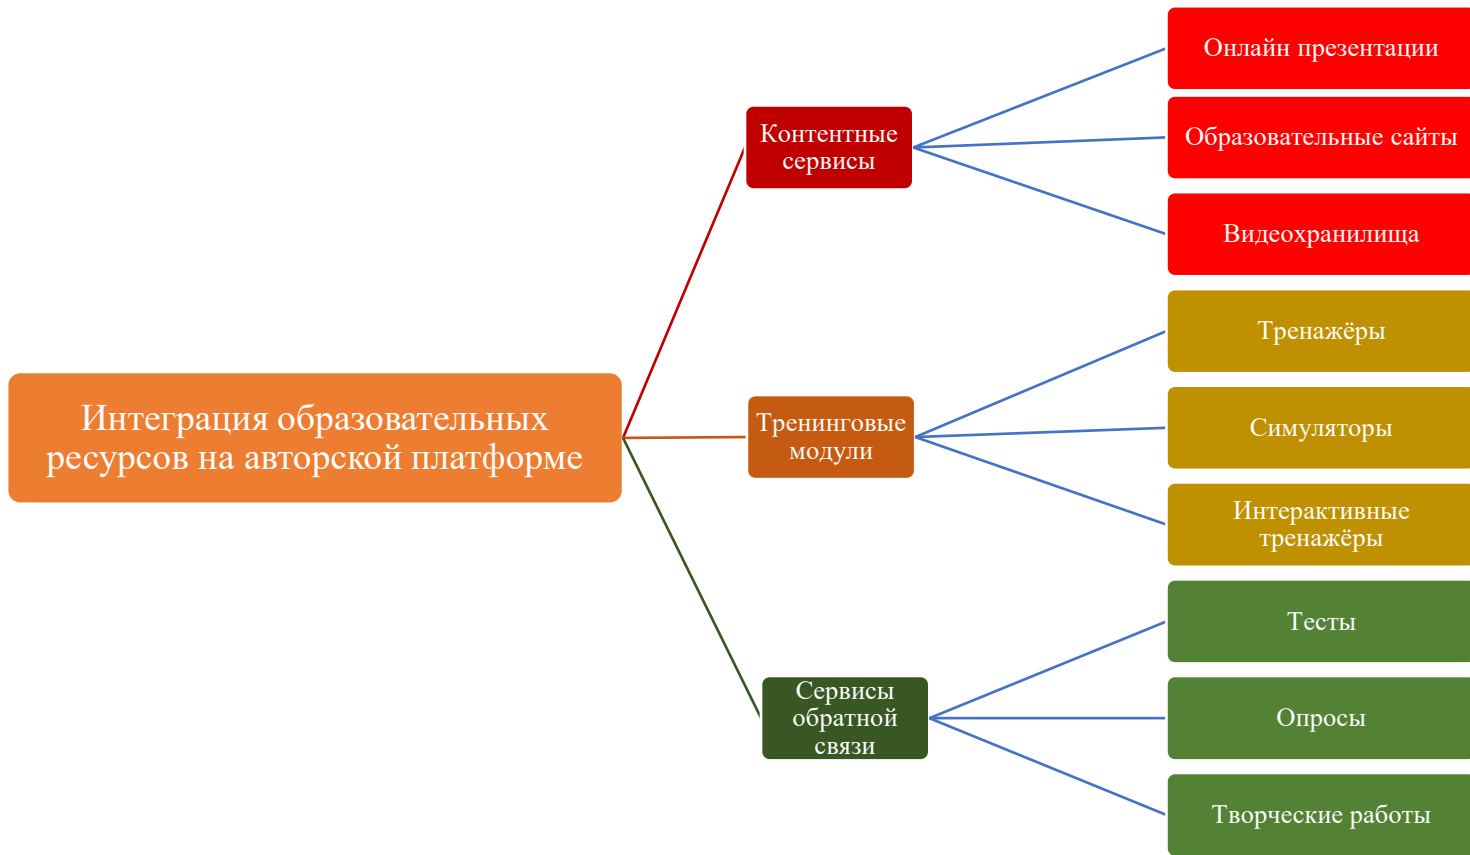 Интеграция образовательных
ресурсов на авторской платформе
Контентные
сервисы
Онлайн презентации
Образовательные сайты
Видеохранилища
Тренинговые
модули
Тренажёры
Симуляторы
Интерактивные
тренажёры
Сервисы
обратной
связи
Тесты
Опросы
Творческие работы